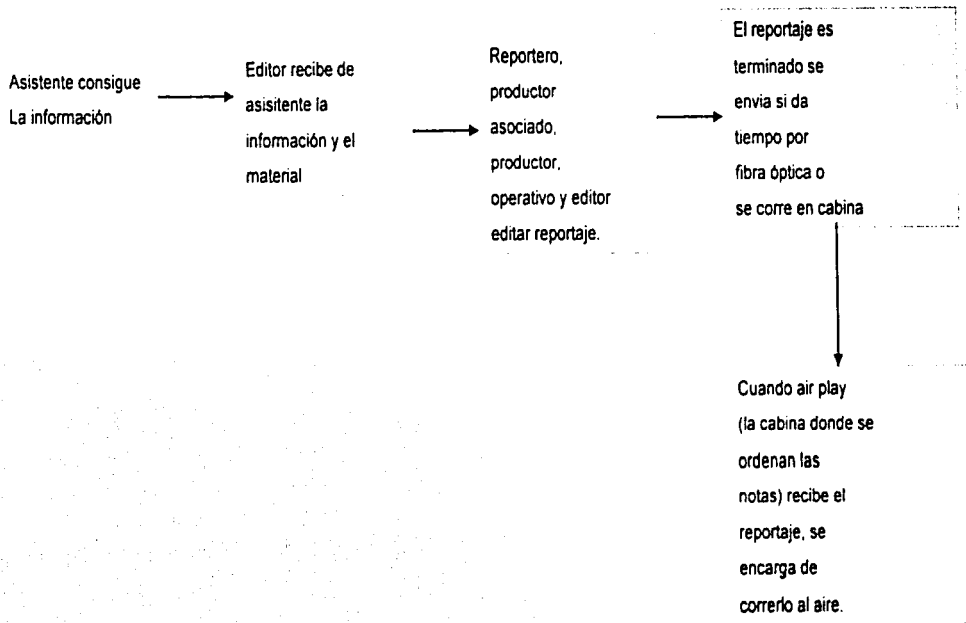 Asistente consigue
La información
Editor recibe de
asisitente la
información y el
material
Reportero,
productor
asociado,
productor,
operativo y editor
editar reportaje.
El reportaje es
terminado se
envia si da
tiempo por
fibra óptica o
se corre en cabina
Cuando air play
(la cabina donde se
ordenan las
notas) recibe el
reportaje, se
encarga de
correrlo al aire.